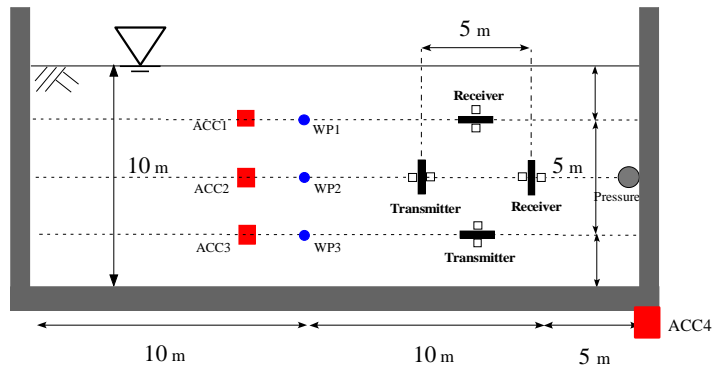 5 m
Receiver
ACC1
WP1
10 m
ACC2
WP2
5 m
Transmitter
Receiver
Pressure
ACC3
WP3
Transmitter
ACC4
10 m
10 m
5 m